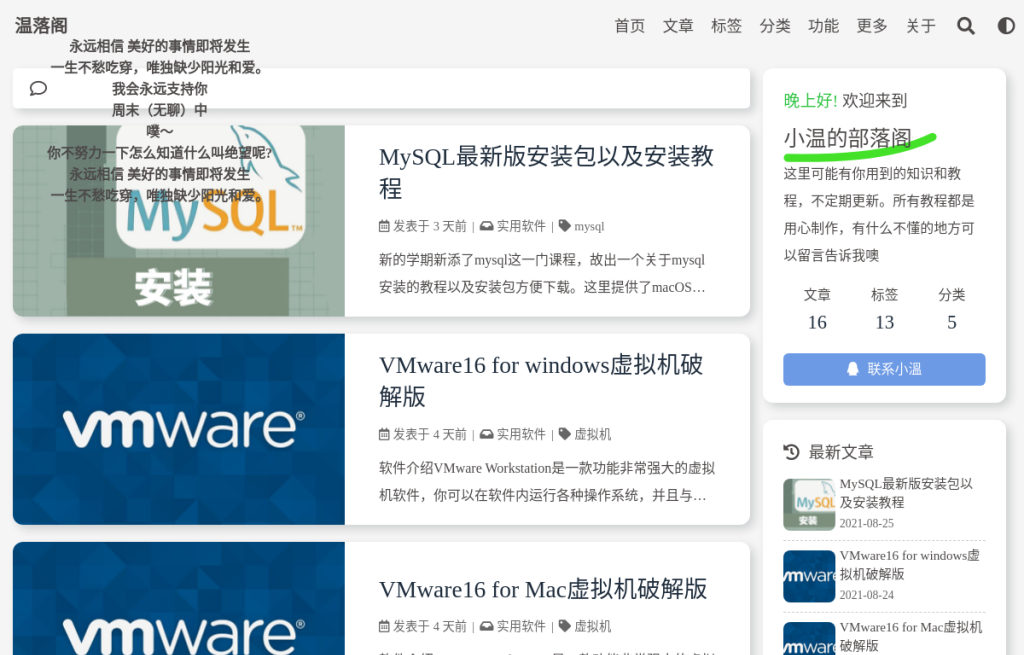 温落阁
首页 文章 标签 分类 功能 更多 关于
永远相信 美好的事情即将发生
一生不愁吃穿，唯独缺少阳光和爱。
我会永远支持你
周末（无聊）中
噗～
你不努力一下怎么知道什么叫绝望呢?
永远相信 美好的事情即将发生
一生不愁吃穿，唯独缺少阳光和爱。
MySQL™
安装
MySQL最新版安装包以及安装教
程
发表于 3 天前 | 实用软件 | mysql
新的学期新添了mysql这一门课程，故出一个关于mysql
安装的教程以及安装包方便下载。这里提供了macOS…
vmware®
VMware16 for windows虚拟机破
解版
发表于 4 天前 | 实用软件 | 虚拟机
软件介绍VMware Workstation是一款功能非常强大的虚拟
机软件，你可以在软件内运行各种操作系统，并且与…
vmware®
VMware16 for Mac虚拟机破解版
发表于 4 天前 | 实用软件 | 虚拟机
晚上好! 欢迎来到
小温的部落阁
这里可能有你用到的知识和教
程，不定期更新。所有教程都是
用心制作，有什么不懂的地方可
以留言告诉我噢
文章 标签 分类
16 13 5
联系小溫
最新文章
MySQL
安装
MySQL最新版安装包以
及安装教程
2021-08-25
mware
VMware16 for windows虚
拟机破解版
2021-08-24
mware
VMware16 for Mac虚拟机
破解版